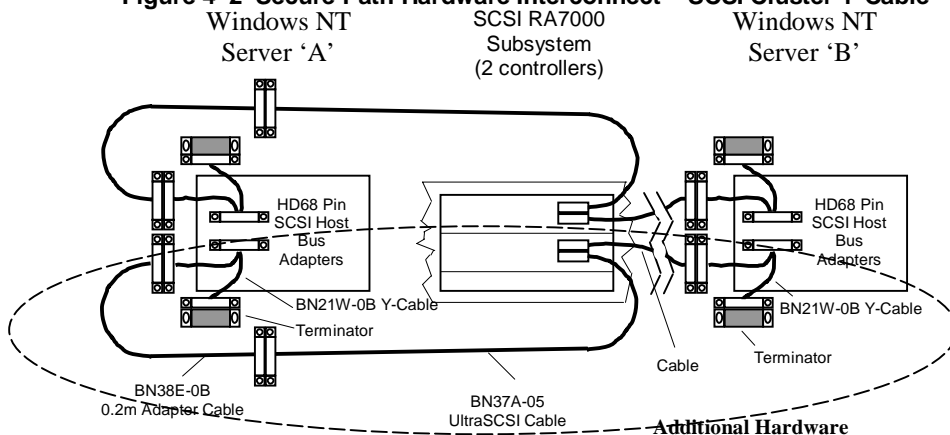 Figure 4-2 Secure Path Hardware Interconnect - SCSI Cluster 'Y' Cable
Windows NT
Server ‘A’
SCSI RA7000
Subsystem
(2 controllers)
Windows NT
Server ‘B’
HD68 Pin
SCSI Host
Bus
Adapters
HD68 Pin
SCSI Host
Bus
Adapters
BN21W-0B Y-Cable
Terminator
BN21W-0B Y-Cable
Terminator
Cable
BN38E-0B
0.2m Adaptor Cable
BN37A-05
UltraSCSI Cable
Additional Hardware